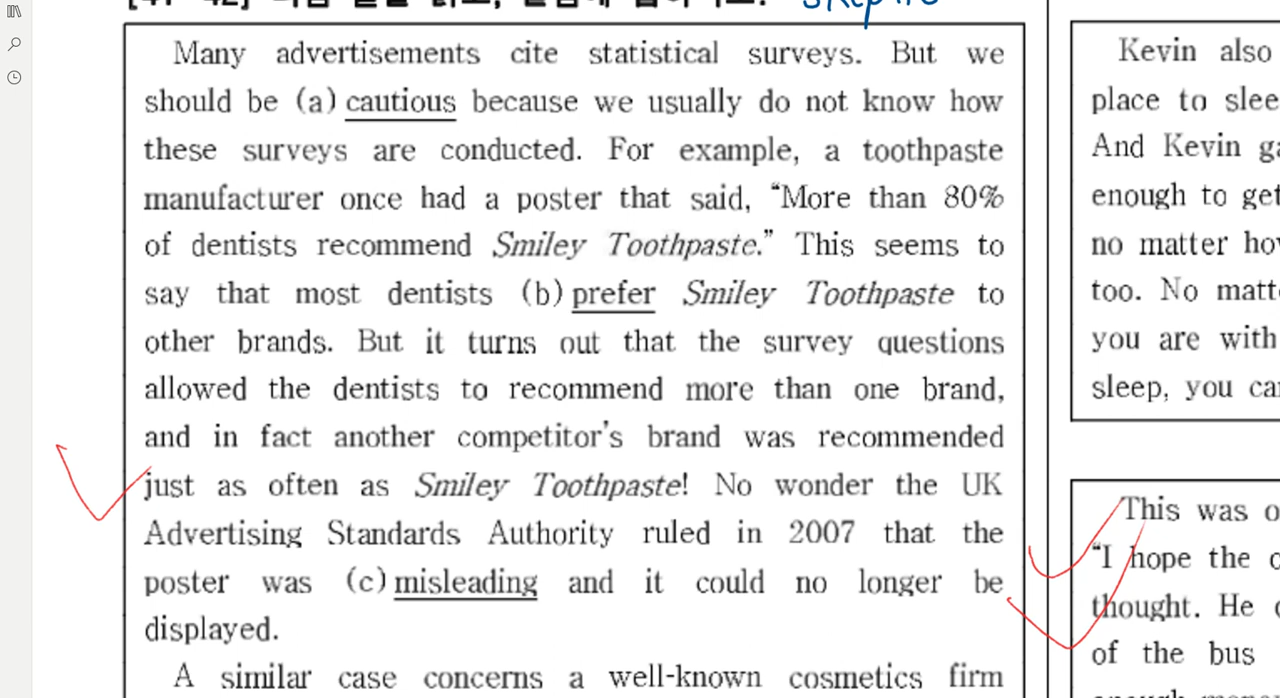 Many advertisements cite statistical surveys. But we
should be (a) cautious because we usually do not know how
these surveys are conducted. For example, a toothpaste
manufacturer once had a poster that said, “More than 80%
of dentists recommend Smiley Toothpaste.” This seems to
say that most dentists (b) prefer Smiley Toothpaste to
other brands. But it turns out that the survey questions
allowed the dentists to recommend more than one brand,
and in fact another competitor's brand was recommended
just as often as Smiley Toothpaste! No wonder the UK
Advertising Standards Authority ruled in 2007 that the
poster was (c) misleading and it could no longer be
displayed.
A similar case concerns a well-known cosmetics firm
Kevin also
place to slee
And Kevin ga
enough to get
no matter how
too. No matt
you are with
sleep, you ca
This was o
“I hope the c
thought. He
of the bus